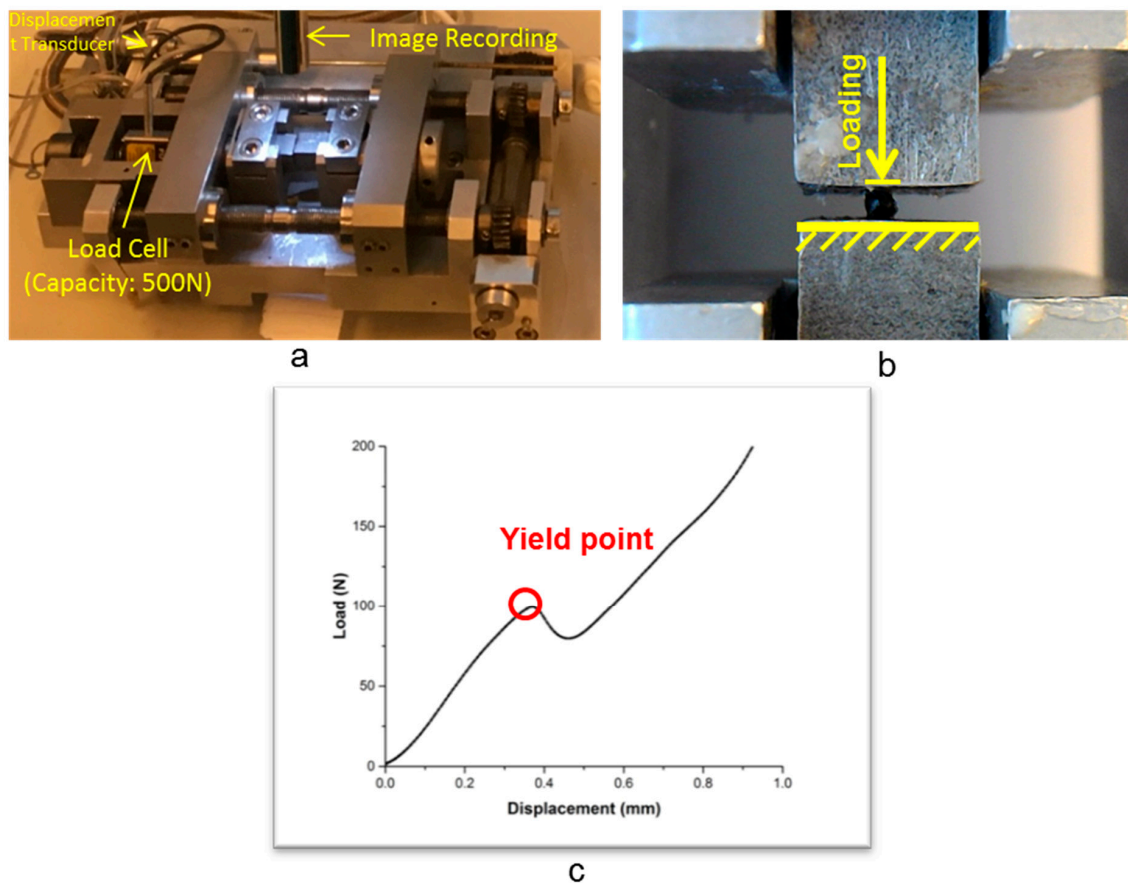 Displacemen
t Transducer
Image Recording
Load Cell
(Capacity: 500N)
a
Loading
b
200
150
100
50
0
Load (N)
Yield point
0.0
0.2
0.4
0.6
0.8
1.0
Displacement (mm)
c